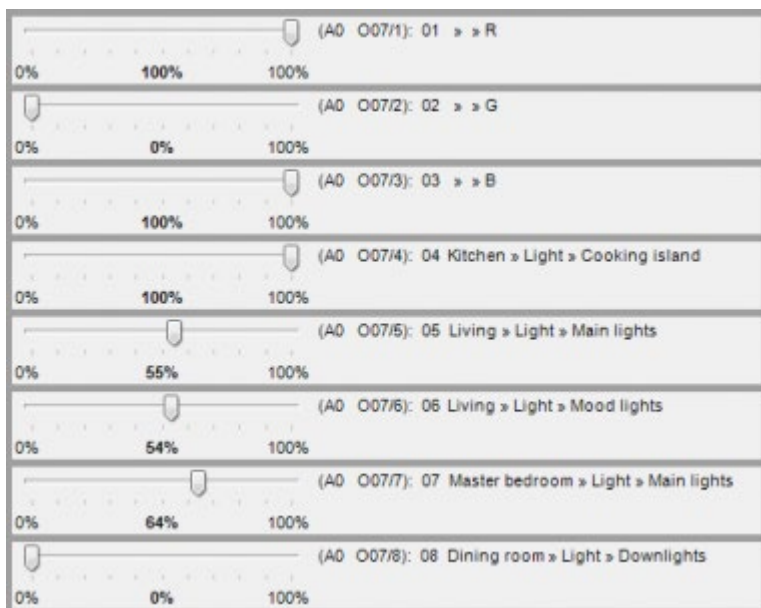 (A0 O07/1): 01 » » R
0% 100% 100%
(A0 O07/2): 02 » » G
0% 0% 100%
(A0 O07/3): 03 » » B
0% 100% 100%
(A0 O07/4): 04 Kitchen » Light » Cooking island
0% 100% 100%
(A0 O07/5): 05 Living » Light » Main lights
0% 55% 100%
(A0 O07/6): 06 Living » Light » Mood lights
0% 54% 100%
(A0 O07/7): 07 Master bedroom » Light » Main lights
0% 64% 100%
(A0 O07/8): 08 Dining room » Light » Downlights
0% 0% 100%